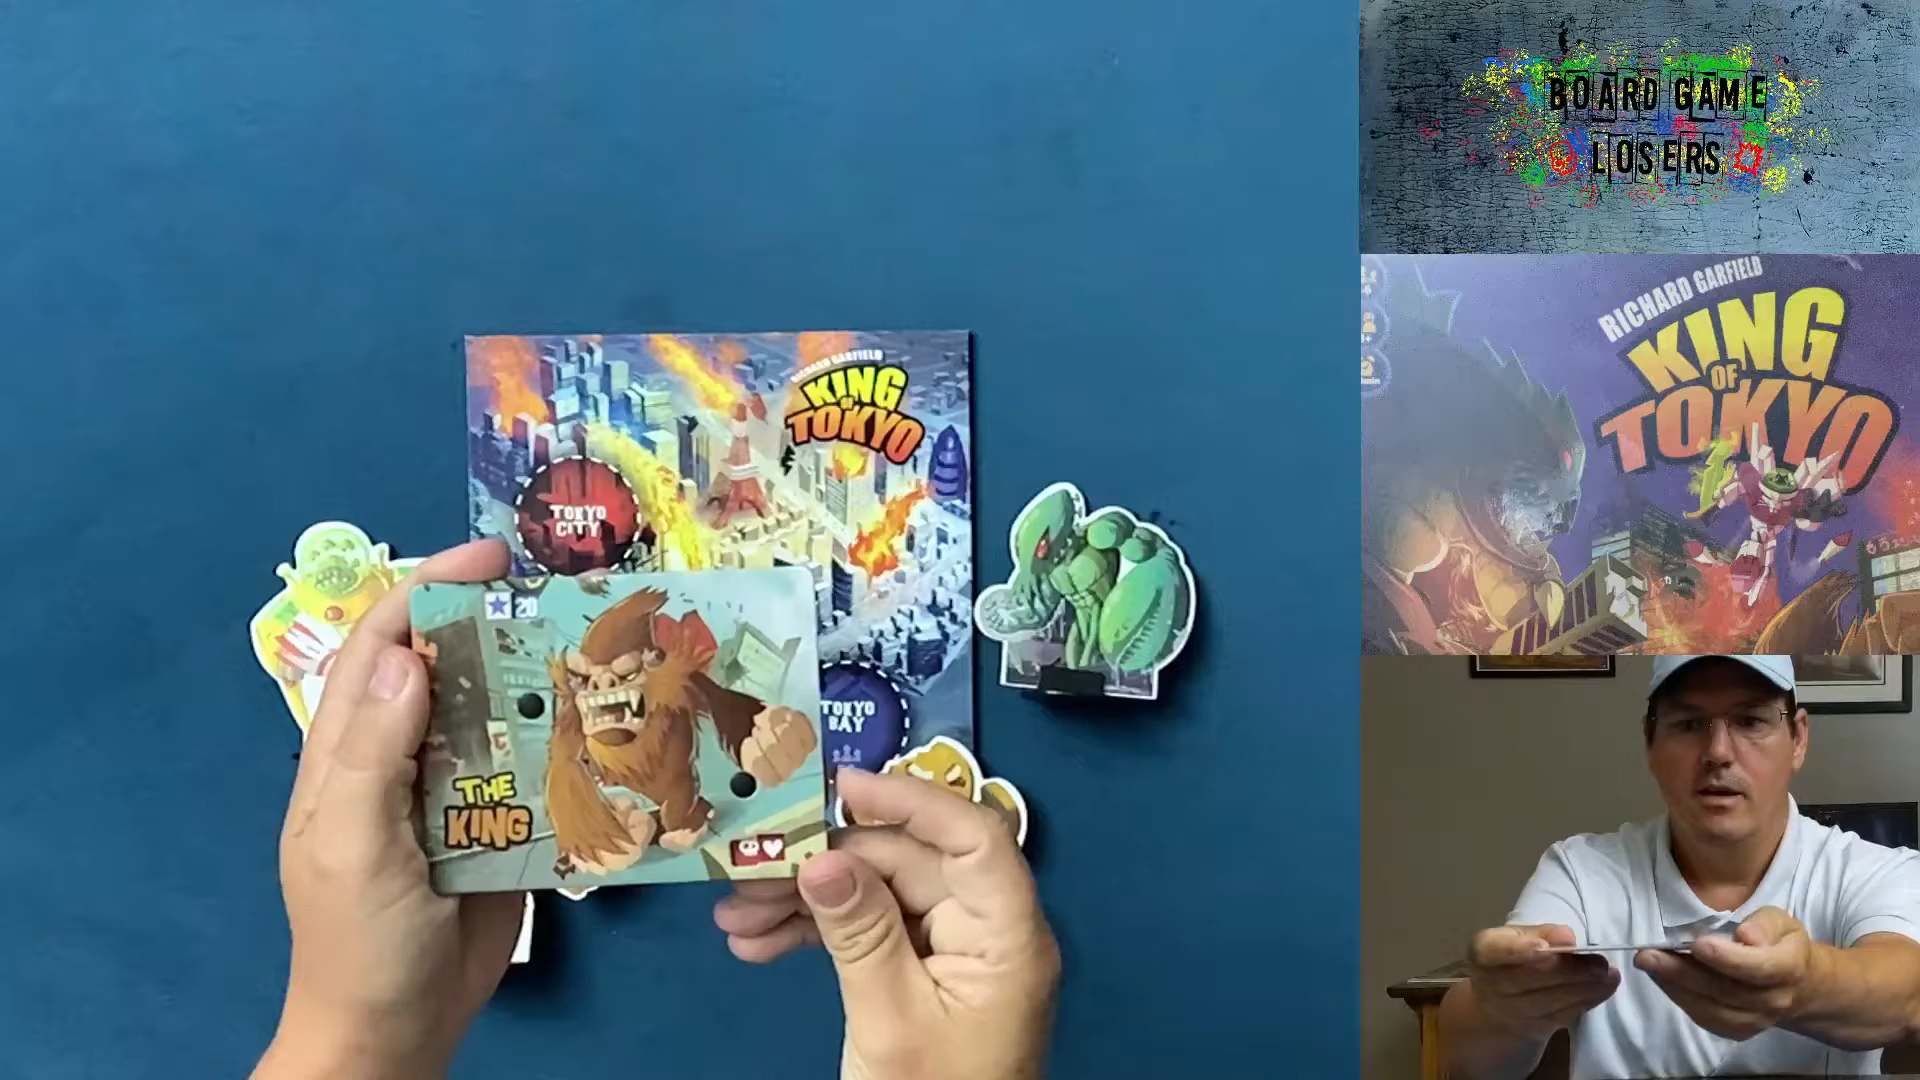 BOARD GAME
LOSERS
RICHARD GARFIELD
KING
OF
TOKYO
RICHARD GARFIELD
KING
OF
TOKYO
TOKYO
CITY
20
THE
KING
TOKYO
BAY